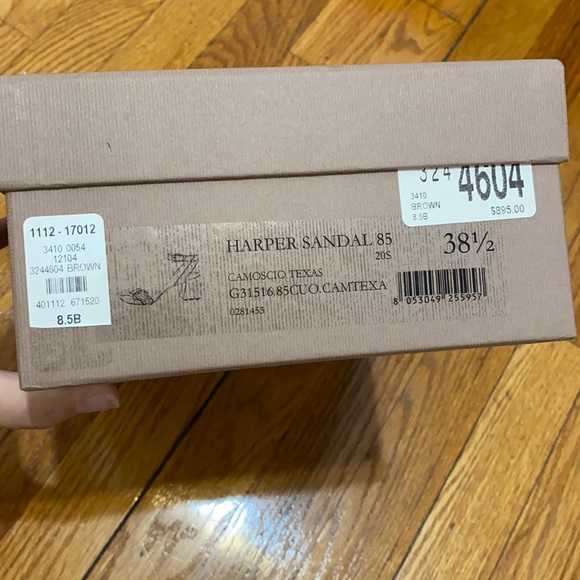 324 4604
3410
BROWN
8.5B
$895.00
1112 - 17012
3410 0054
12104
3244604 BROWN
401112 671520
8.5B
HARPER SANDAL 85
20S
38½
CAMOSCIO TEXAS
G31516.85CUO.CAMTEXA
0281453
8 053049 255957